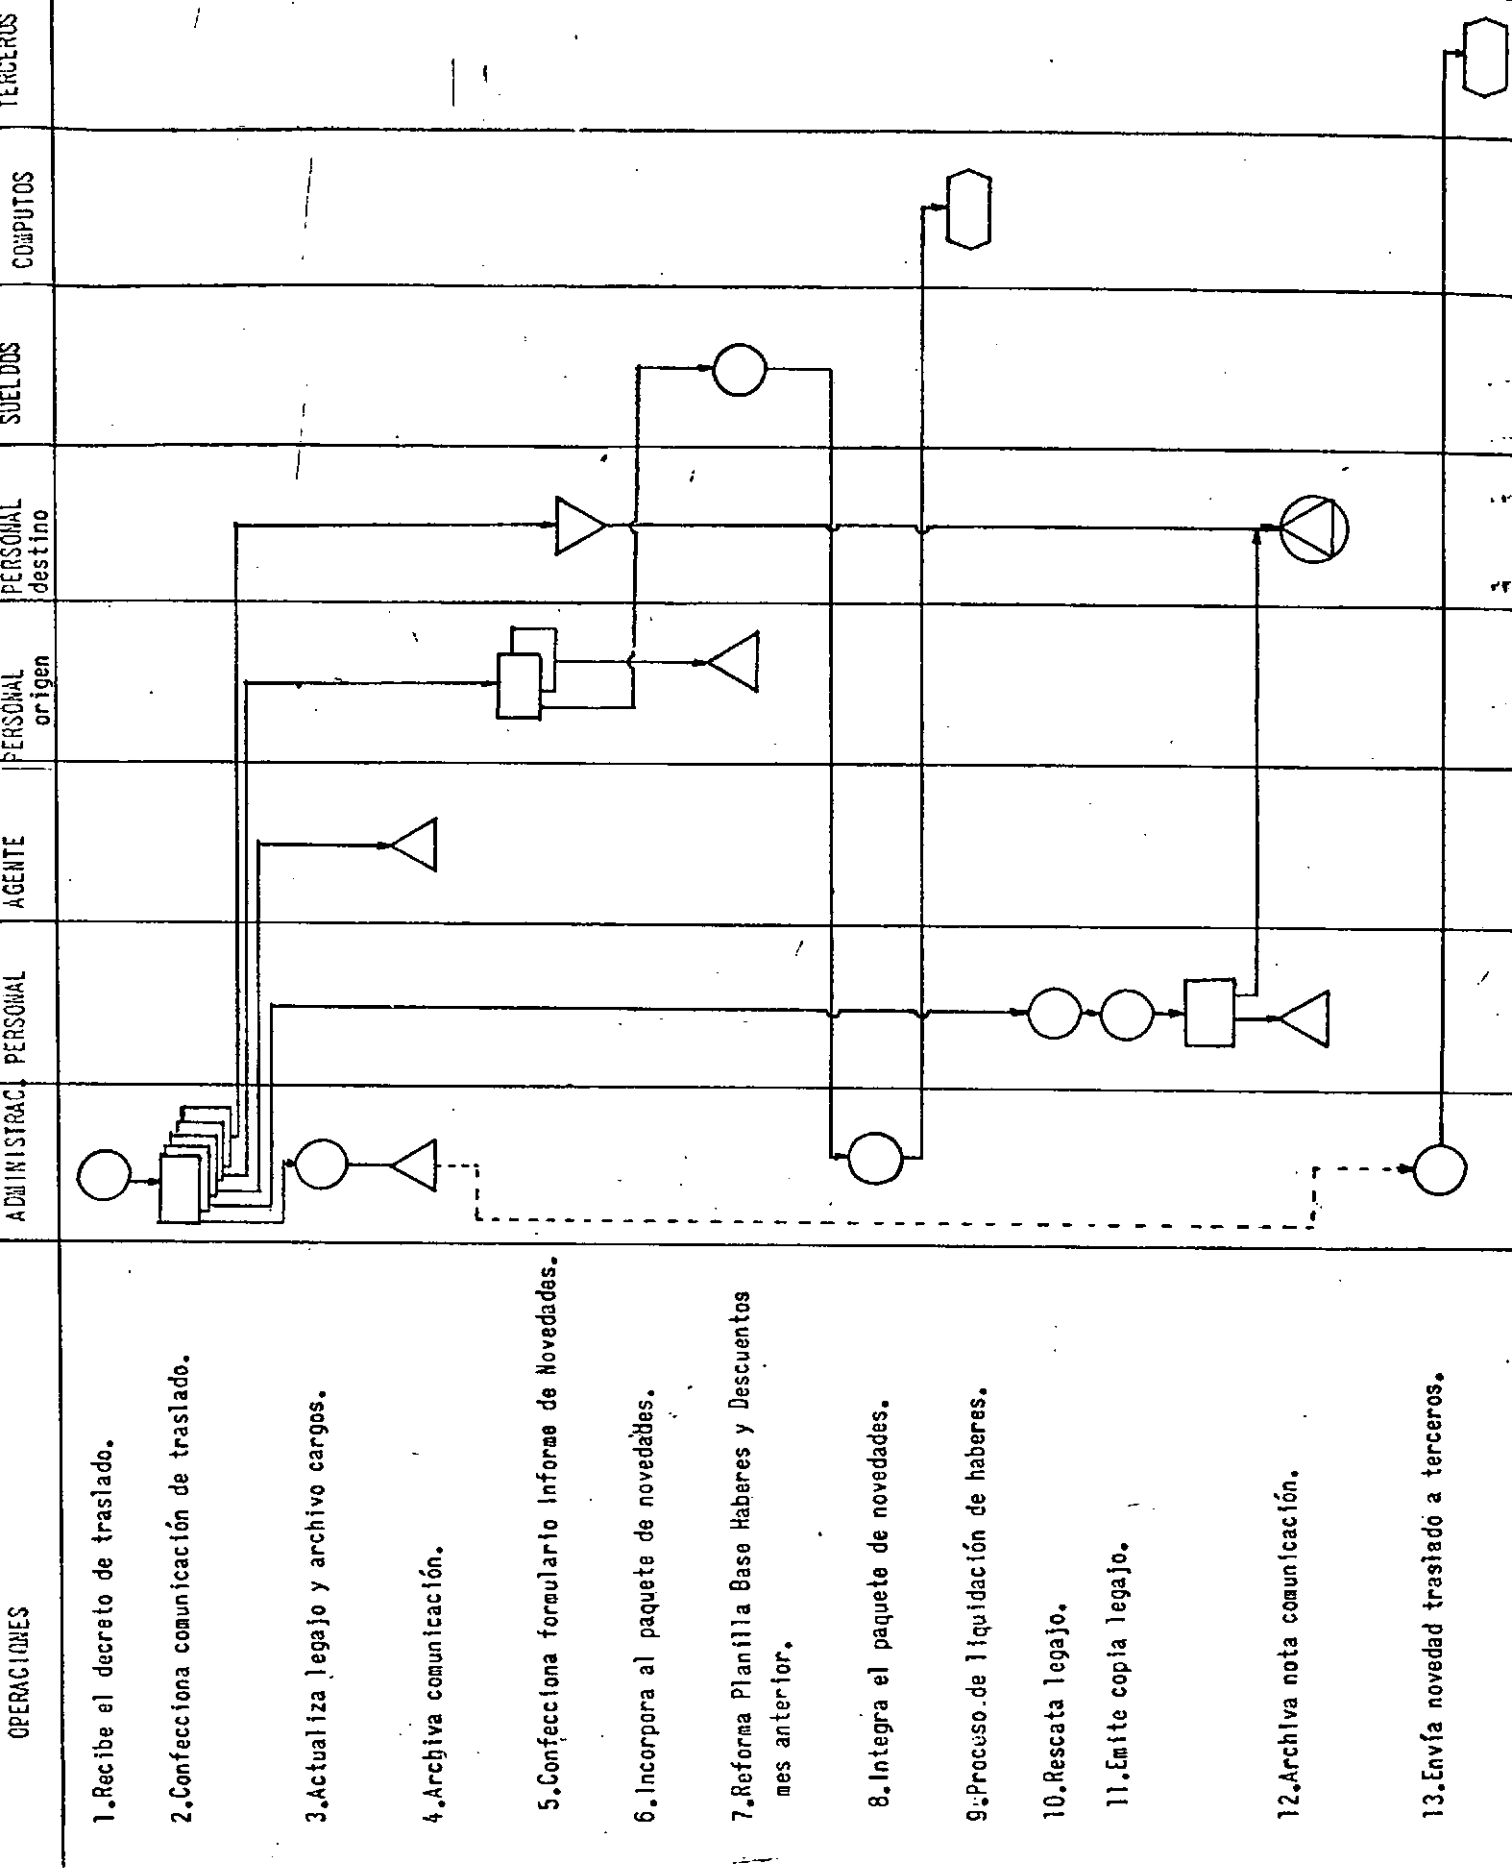 OPERACIONES
ADMINISTRAC.
PERSONAL
AGENTE
PERSONAL
origen
PERSONAL
destino
SUELDOS
COMPUTOS
TERCEROS
1.Recibe el decreto de traslado.
2.Confecciona comunicación de traslado.
3.Actualiza legajo y archivo cargos.
4.Archiva comunicación.
5.Confecciona formulario Informe de Novedades.
6.Incorpora al paquete de novedades.
7.Reforma Planilla Base Haberes y Descuentos
mes anterior.
8.Integra el paquete de novedades.
9.Proceso de liquidación de haberes.
10.Rescata legajo.
11.Emite copia legajo.
12.Archiva nota comunicación.
13.Envía novedad traslado a terceros.